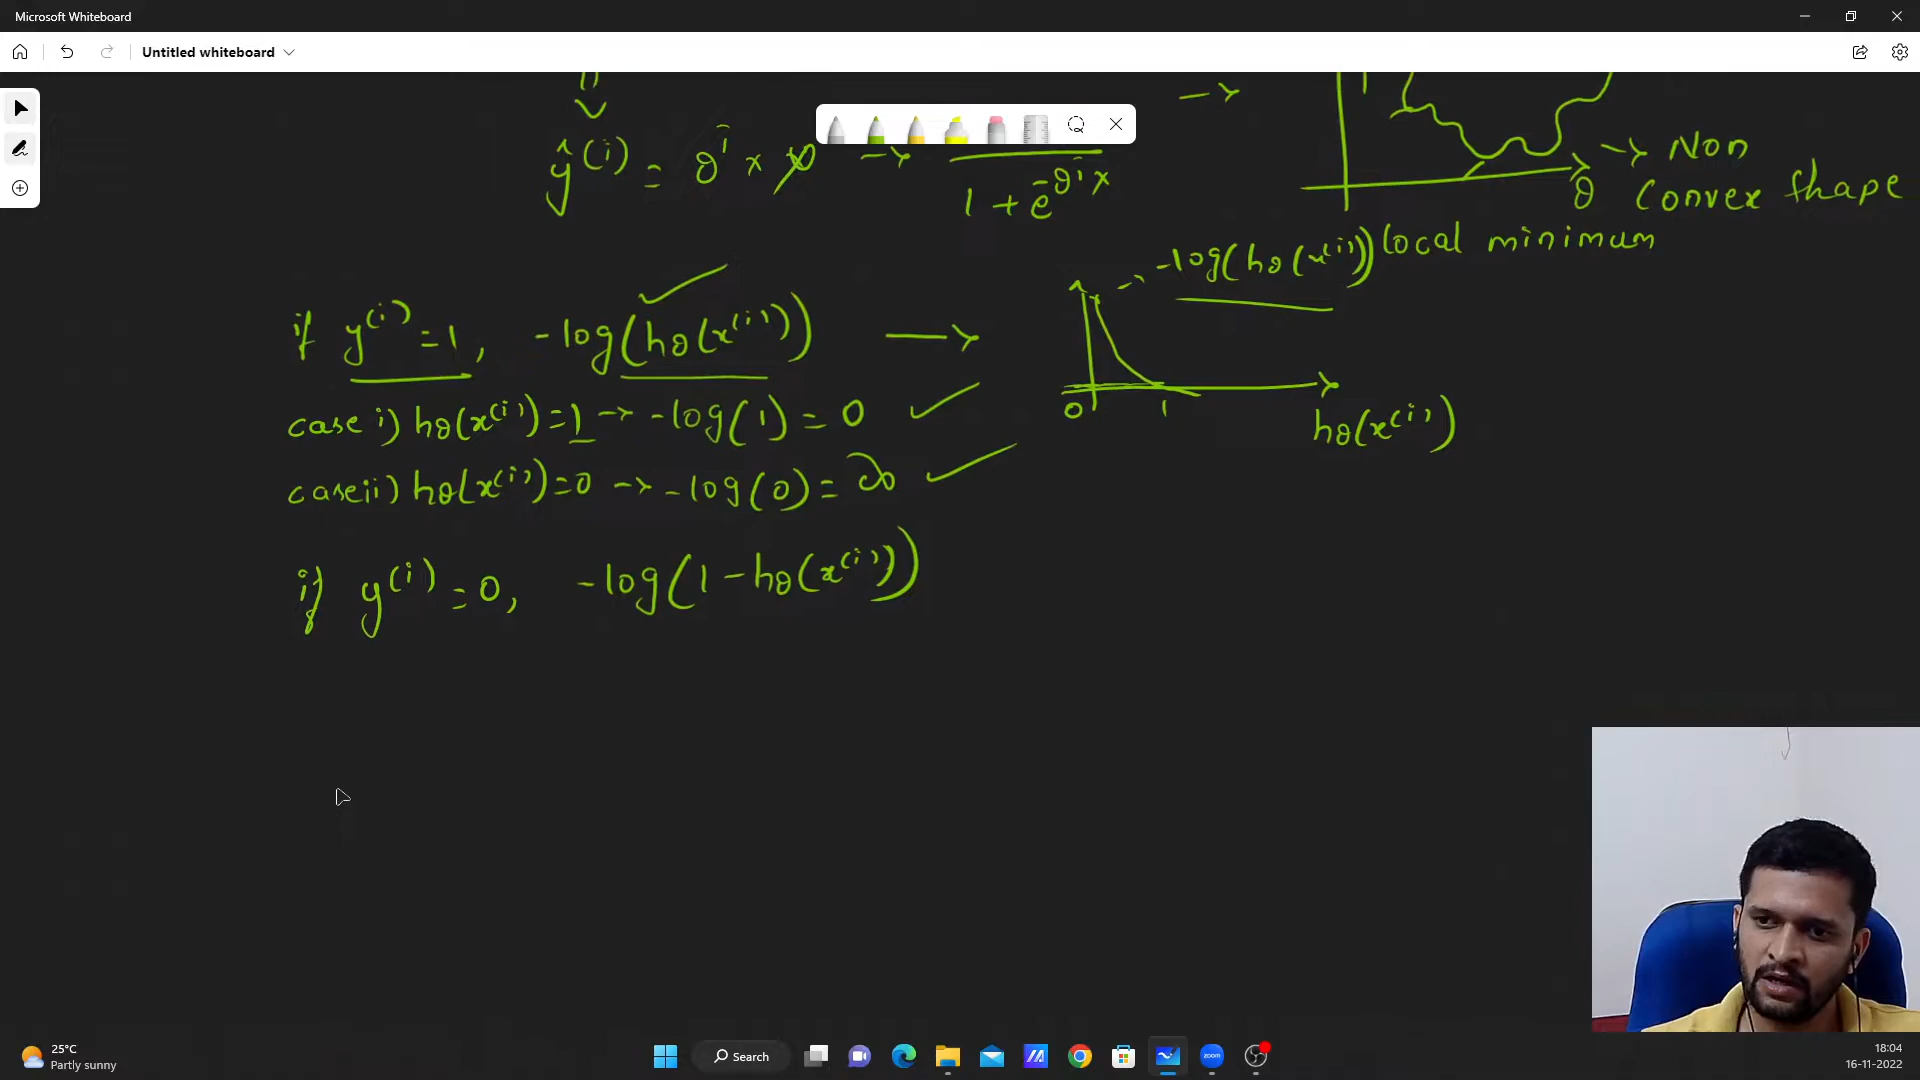 Microsoft Whiteboard
Untitled whiteboard
ŷ(i) = θᵀ x x → 1 + e^-θᵀx
θ → Non
Convex shape
local minimum
-log(hθ(x(i)))
if y(i) = 1, -log(hθ(x(i))) →
0 1
hθ(x(i))
case i) hθ(x(i)) = 1 → -log(1) = 0 ✓
case ii) hθ(x(i)) = 0 → -log(0) = ∞ ✓
if y(i) = 0, -log(1 - hθ(x(i)))
25°C
Partly sunny
Search
zoom
18:04
16-11-2022